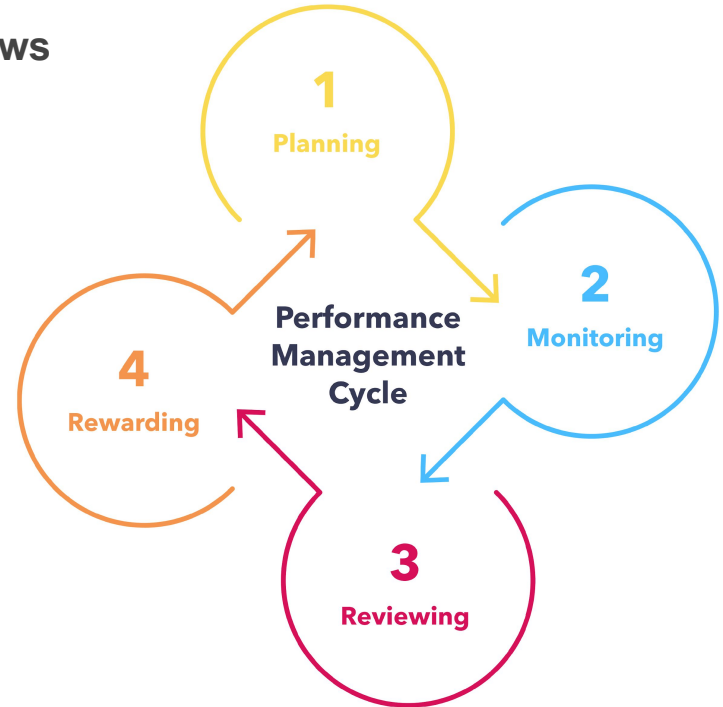 ws
1
Planning
2
Monitoring
Performance
Management
Cycle
4
Rewarding
3
Reviewing